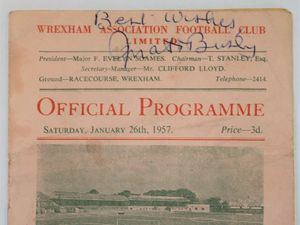 Best Wishes
WREXHAM ASSOCIATION FOOTBALL CLUB
LIMITED
Matt Busby
President—Major F. EVELYN SOAMES. Chairman—T. STANLEY, Esq.
Secretary-Manager—Mr. CLIFFORD LLOYD.
Ground—RACECOURSE, WREXHAM. Telephone—2414.
OFFICIAL PROGRAMME
SATURDAY, JANUARY 26th, 1957. Price—3d.